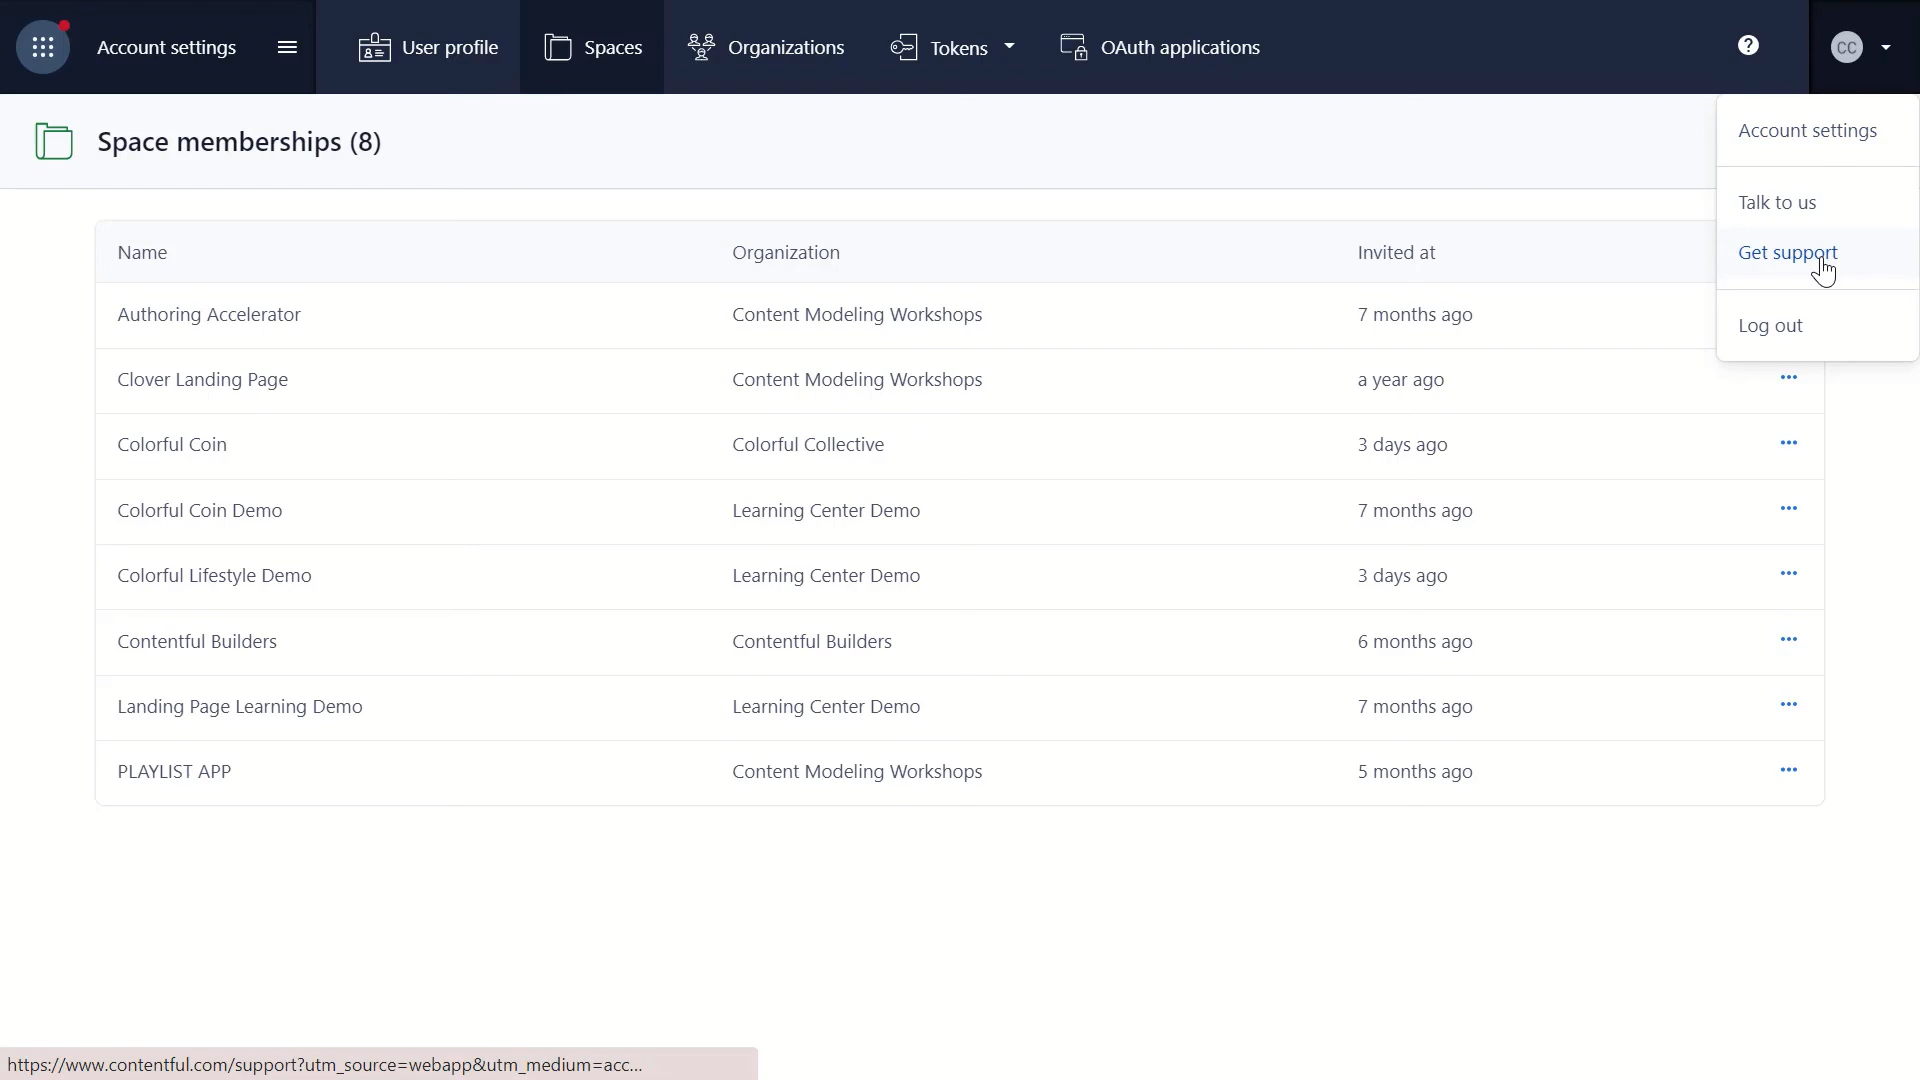 Account settings
User profile
Spaces
Organizations
Tokens
OAuth applications
?
CC
Space memberships (8)
Account settings
Talk to us
Get support
Log out
Name Organization Invited at
Authoring Accelerator Content Modeling Workshops 7 months ago
Clover Landing Page Content Modeling Workshops a year ago
Colorful Coin Colorful Collective 3 days ago
Colorful Coin Demo Learning Center Demo 7 months ago
Colorful Lifestyle Demo Learning Center Demo 3 days ago
Contentful Builders Contentful Builders 6 months ago
Landing Page Learning Demo Learning Center Demo 7 months ago
PLAYLIST APP Content Modeling Workshops 5 months ago
https://www.contentful.com/support?utm_source=webapp&utm_medium=acc...